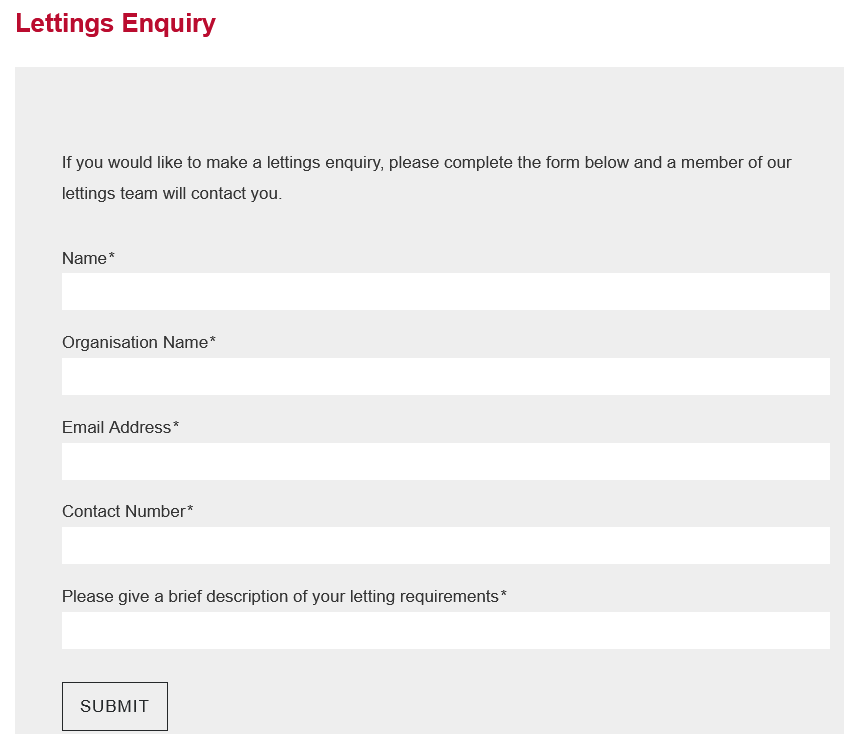 Lettings Enquiry
If you would like to make a lettings enquiry, please complete the form below and a member of our
lettings team will contact you.
Name*
Organisation Name*
Email Address*
Contact Number*
Please give a brief description of your letting requirements*
SUBMIT